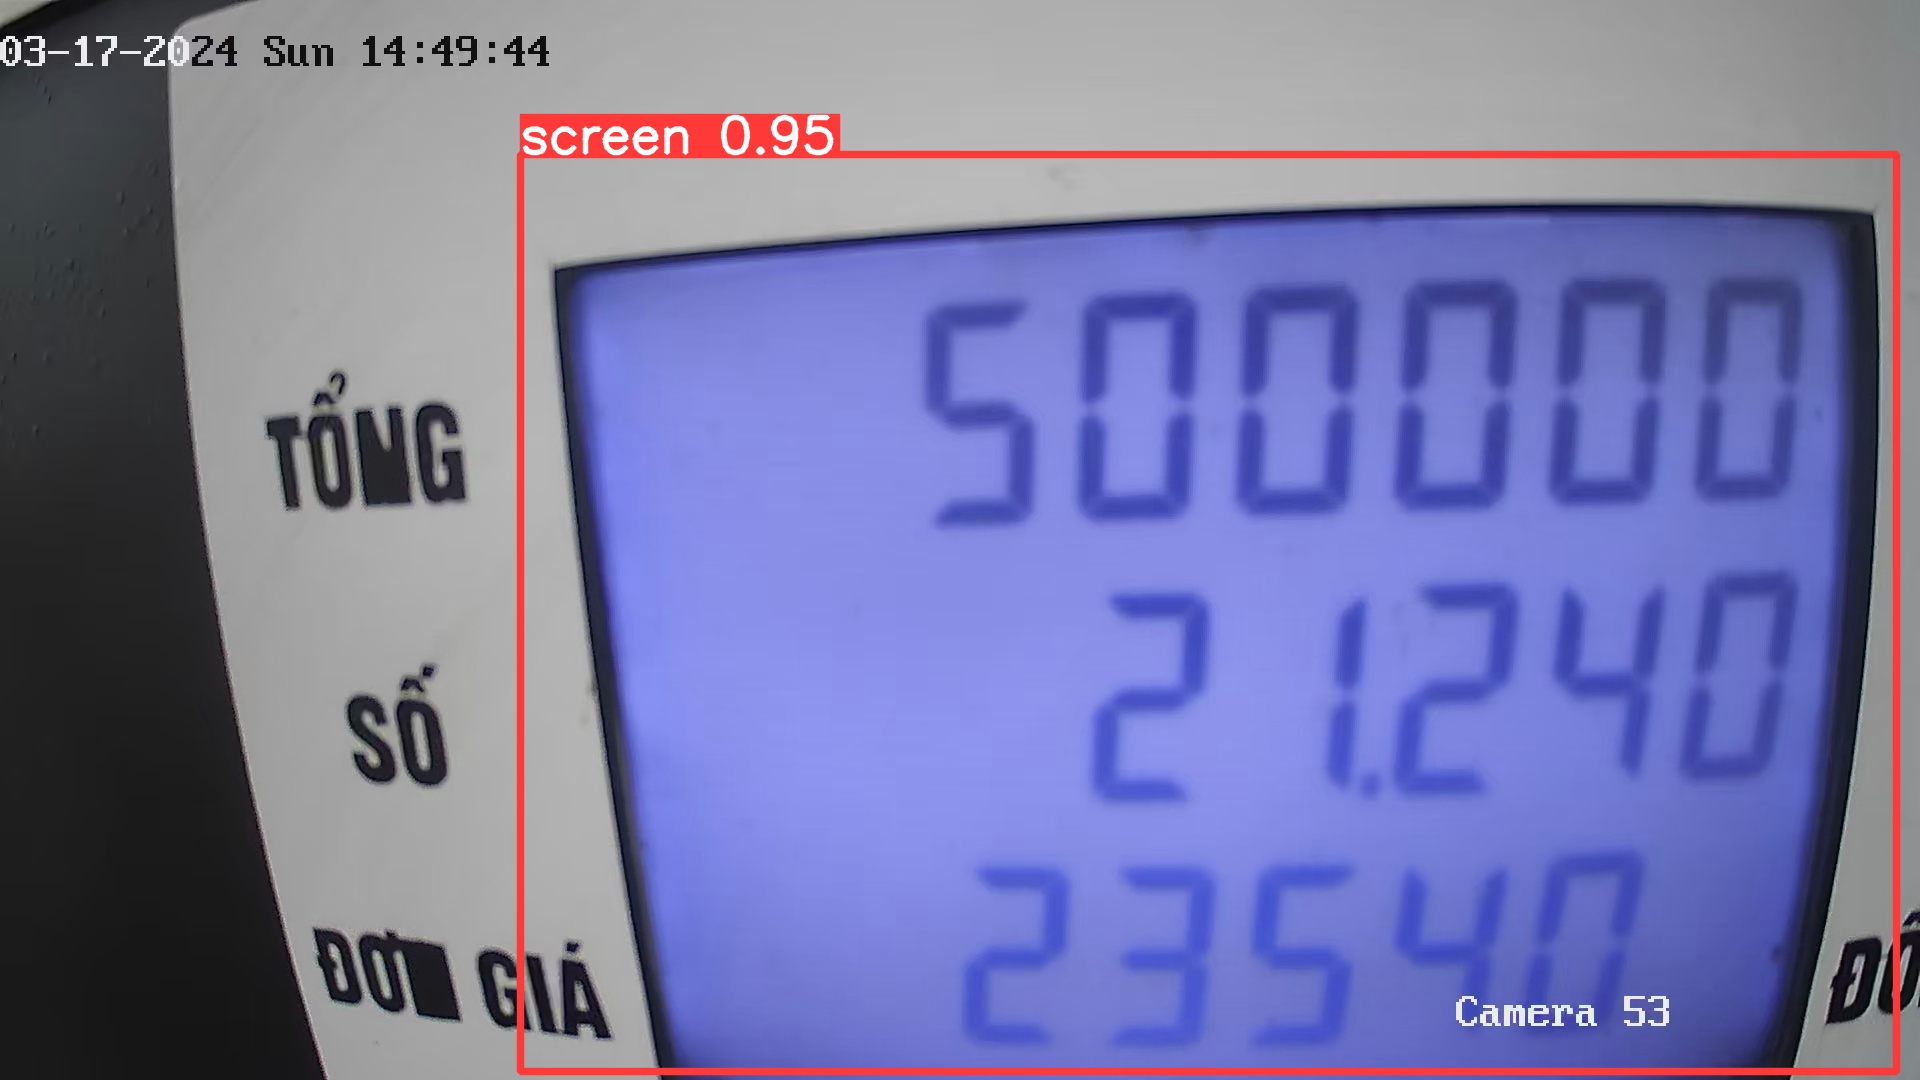 03-17-2024 Sun 14:49:44
screen 0.95
TỔNG 500000
SỐ 21.240
ĐƠN GIÁ 23540
Camera 53